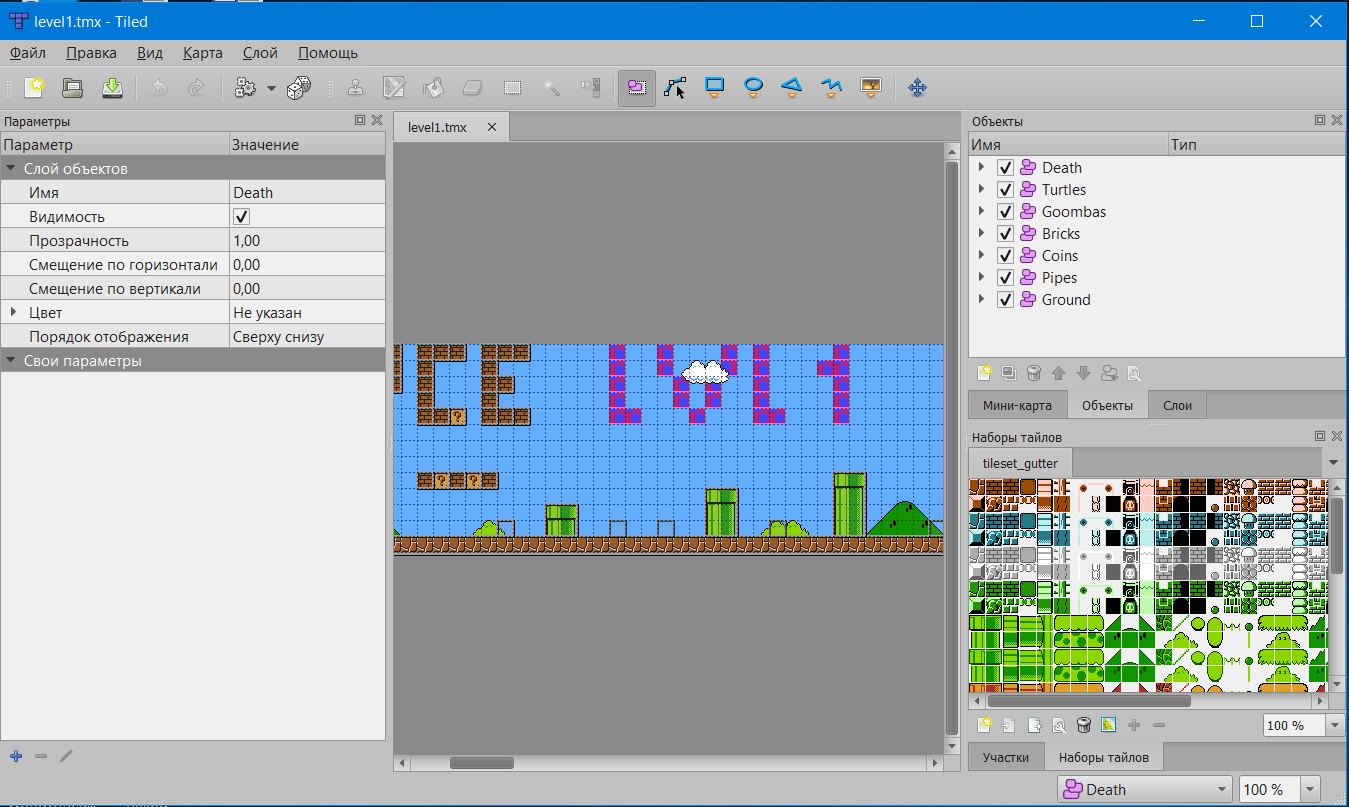 level1.tmx - Tiled
Файл Правка Вид Карта Слой Помощь
Параметры
Параметр Значение
Слой объектов
Имя Death
Видимость
Прозрачность 1,00
Смещение по горизонтали 0,00
Смещение по вертикали 0,00
Цвет Не указан
Порядок отображения Сверху снизу
Свои параметры
level1.tmx
CE LVL 1
Объекты
Имя Тип
Death
Turtles
Goombas
Bricks
Coins
Pipes
Ground
Мини-карта Объекты Слои
Наборы тайлов
tileset_gutter
100 %
Участки Наборы тайлов
Death 100 %